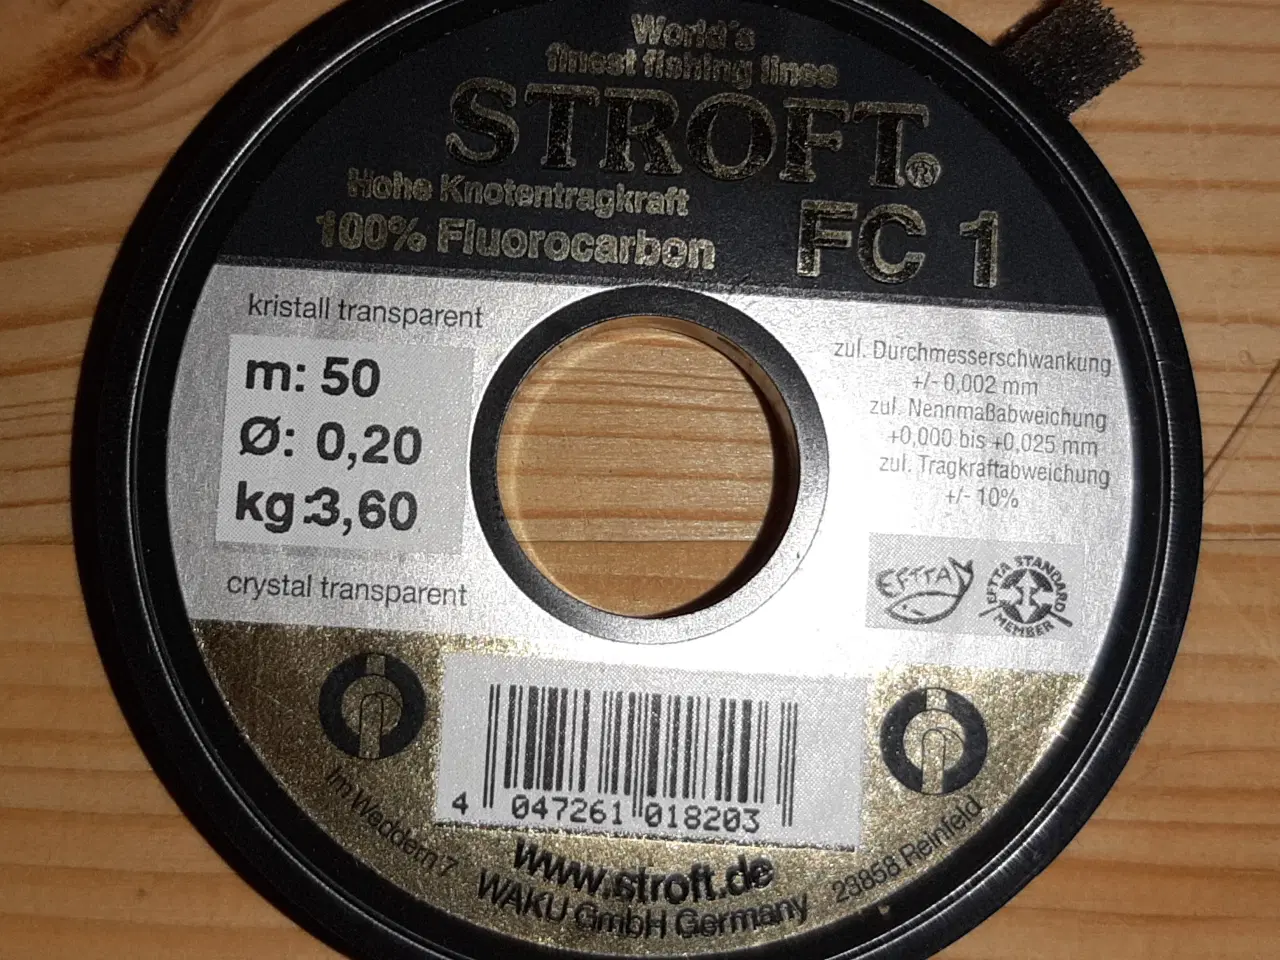 World's
finest fishing lines
STROFT®
Hohe Knotentragkraft
100% Fluorocarbon
FC 1
kristall transparent
m: 50
Ø: 0,20
kg:3,60
crystal transparent
zul. Durchmesserschwankung
+/- 0,002 mm
zul. Nennmaßabweichung
+0,000 bis +0,025 mm
zul. Tragkraftabweichung
+/- 10%
EFTTA
EFTTA STANDARD
MEMBER
4 047261 018203
Im Weddern 7
www.stroft.de
WAKU GmbH Germany
23858 Reinfeld